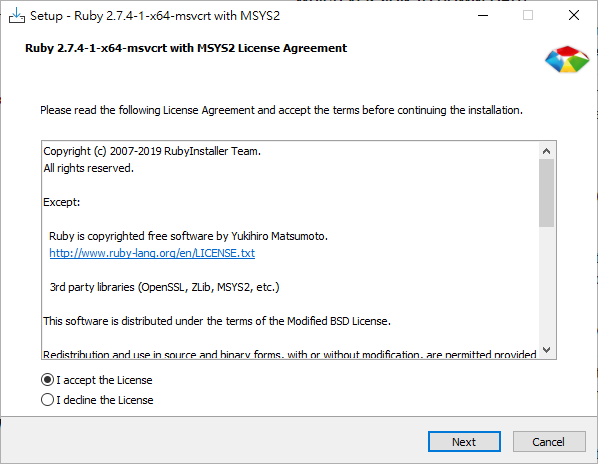 Setup - Ruby 2.7.4-1-x64-msvcrt with MSYS2
Ruby 2.7.4-1-x64-msvcrt with MSYS2 License Agreement
Please read the following License Agreement and accept the terms before continuing the installation.
Copyright (c) 2007-2019 RubyInstaller Team.
All rights reserved.
Except:
Ruby is copyrighted free software by Yukihiro Matsumoto.
http://www.ruby-lang.org/en/LICENSE.txt
3rd party libraries (OpenSSL, ZLib, MSYS2, etc.)
This software is distributed under the terms of the Modified BSD License.
Redistribution and use in source and binary forms, with or without modification, are permitted provided
I accept the License
I decline the License
Next
Cancel